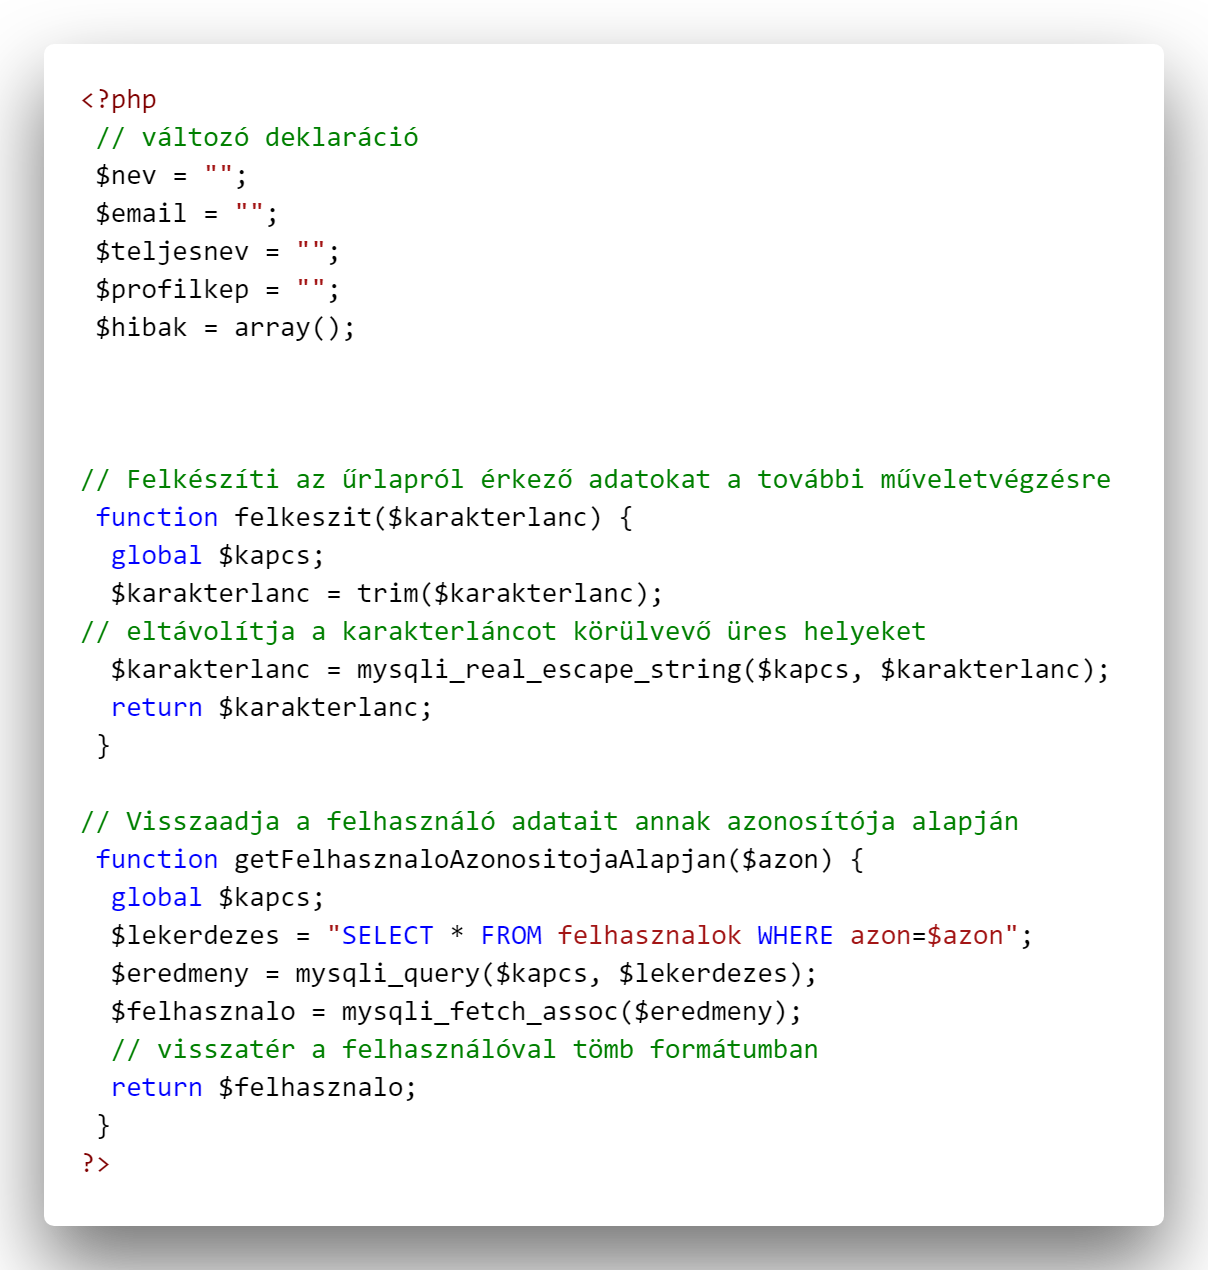 <?php
// változó deklaráció
$nev = "";
$email = "";
$teljesnev = "";
$profilkep = "";
$hibak = array();
// Felkészíti az űrlapról érkező adatokat a további műveletvégzésre
function felkeszit($karakterlanc) {
global $kapcs;
$karakterlanc = trim($karakterlanc);
// eltávolítja a karakterláncot körülvevő üres helyeket
$karakterlanc = mysqli_real_escape_string($kapcs, $karakterlanc);
return $karakterlanc;
}
// Visszaadja a felhasználó adatait annak azonosítója alapján
function getFelhasznaloAzonositojaAlapjan($azon) {
global $kapcs;
$lekerdezes = "SELECT * FROM felhasznalok WHERE azon=$azon";
$eredmeny = mysqli_query($kapcs, $lekerdezes);
$felhasznalo = mysqli_fetch_assoc($eredmeny);
// visszatér a felhasználóval tömb formátumban
return $felhasznalo;
}
?>